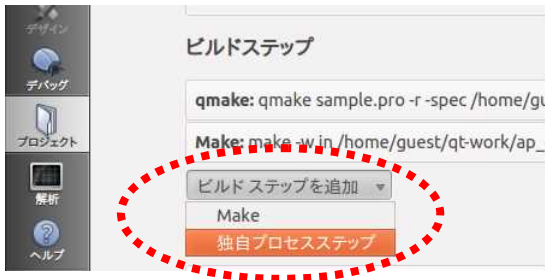 デザイン
デバッグ
プロジェクト
解析
ヘルプ
ビルドステップ
qmake: qmake sample.pro -r -spec /home/gu
Make: make -w in /home/guest/qt-work/ap_
ビルド ステップを追加
Make
独自プロセスステップ